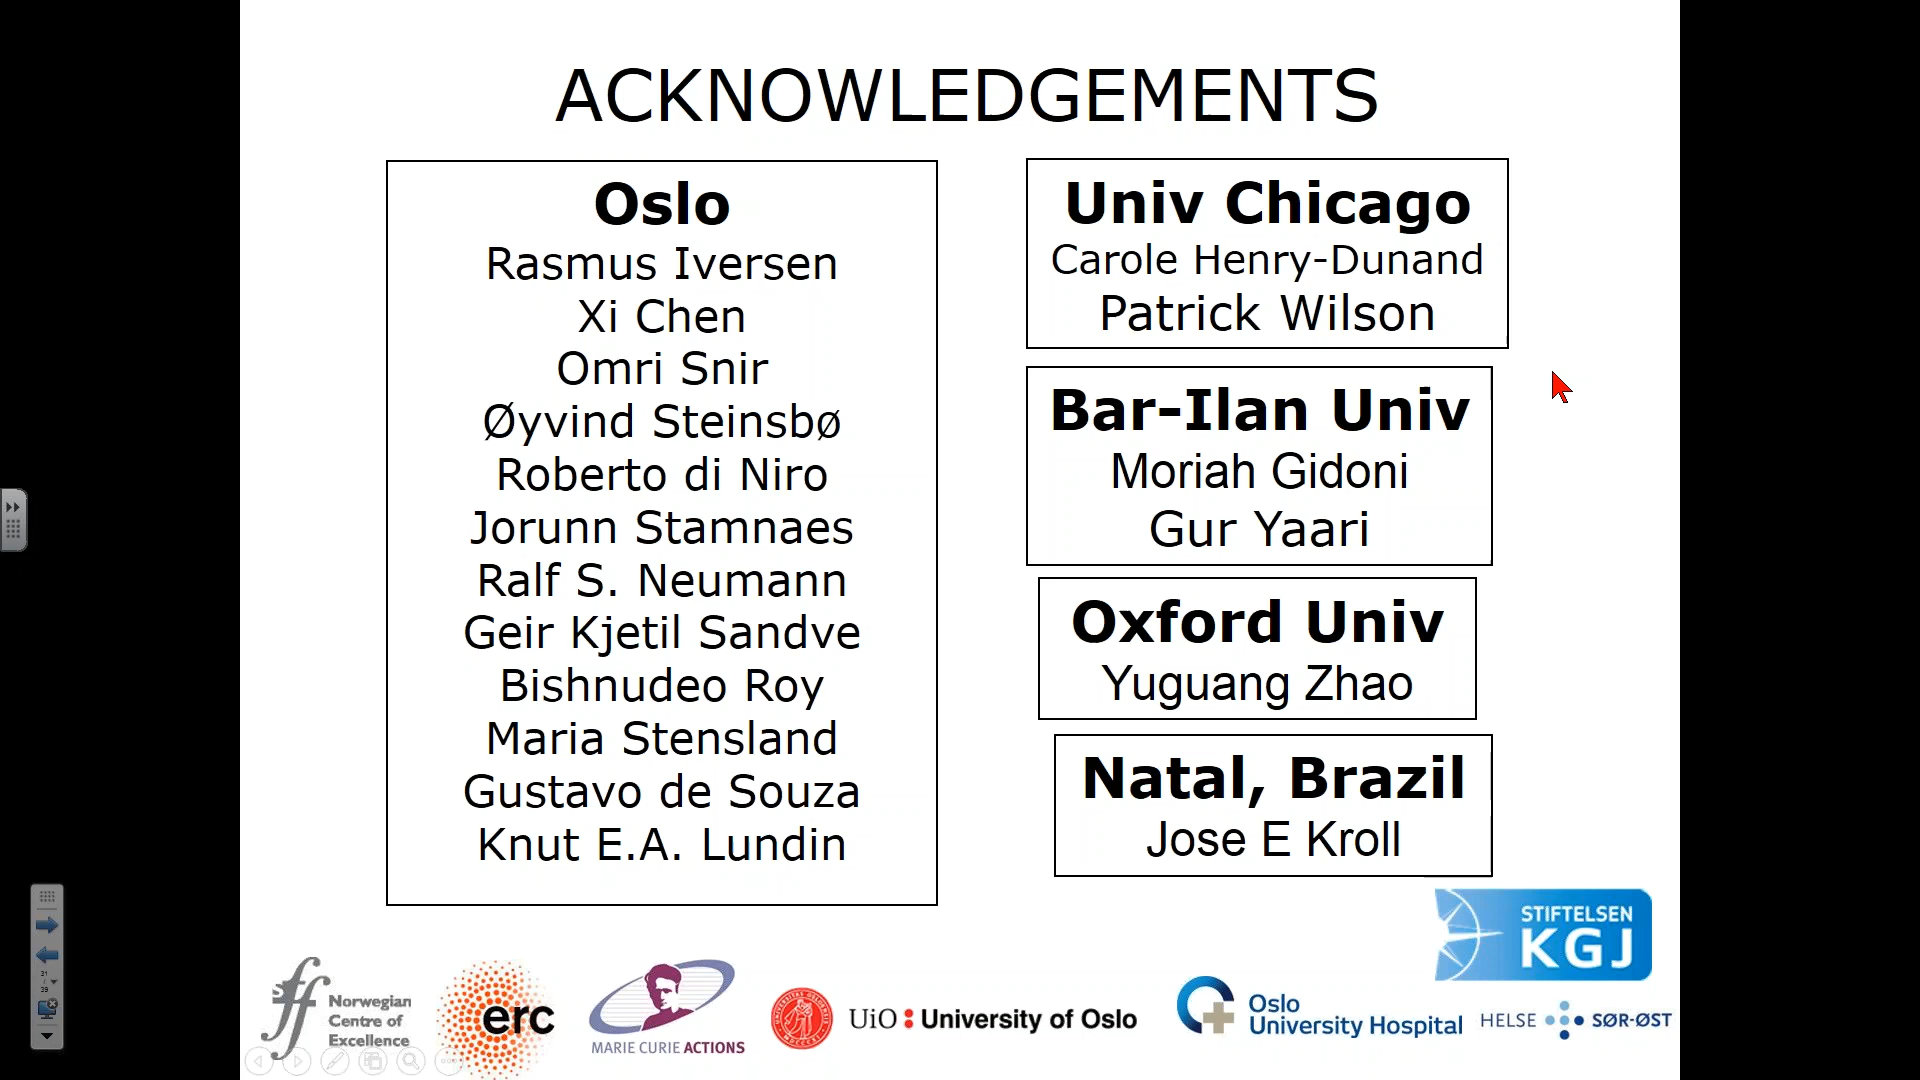 ACKNOWLEDGEMENTS
Oslo
Rasmus Iversen
Xi Chen
Omri Snir
Øyvind Steinsbø
Roberto di Niro
Jorunn Stamnaes
Ralf S. Neumann
Geir Kjetil Sandve
Bishnudeo Roy
Maria Stensland
Gustavo de Souza
Knut E.A. Lundin
Univ Chicago
Carole Henry-Dunand
Patrick Wilson
Bar-Ilan Univ
Moriah Gidoni
Gur Yaari
Oxford Univ
Yuguang Zhao
Natal, Brazil
Jose E Kroll
STIFTELSEN
KGJ
sff
Norwegian
Centre of
Excellence
erc
MARIE CURIE ACTIONS
UiO : University of Oslo
Oslo
University Hospital
HELSE SØR-ØST
31
39